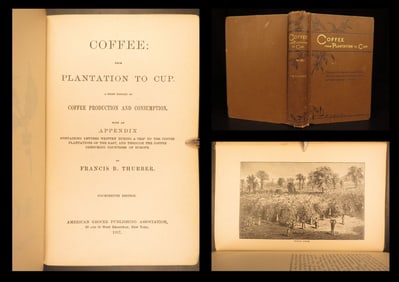 COFFEE:
FROM
PLANTATION TO CUP.
A BRIEF HISTORY OF
COFFEE PRODUCTION AND CONSUMPTION,
WITH AN
APPENDIX
CONTAINING LETTERS WRITTEN DURING A TRIP TO THE COFFEE
PLANTATIONS OF THE EAST, AND THROUGH THE COFFEE
CONSUMING COUNTRIES OF EUROPE
BY
FRANCIS B. THURBER.
FOURTEENTH EDITION.
AMERICAN GROCER PUBLISHING ASSOCIATION,
NEW YORK.
1887.
COFFEE
FROM PLANTATION TO CUP
COFFEE
FROM PLANTATION TO CUP